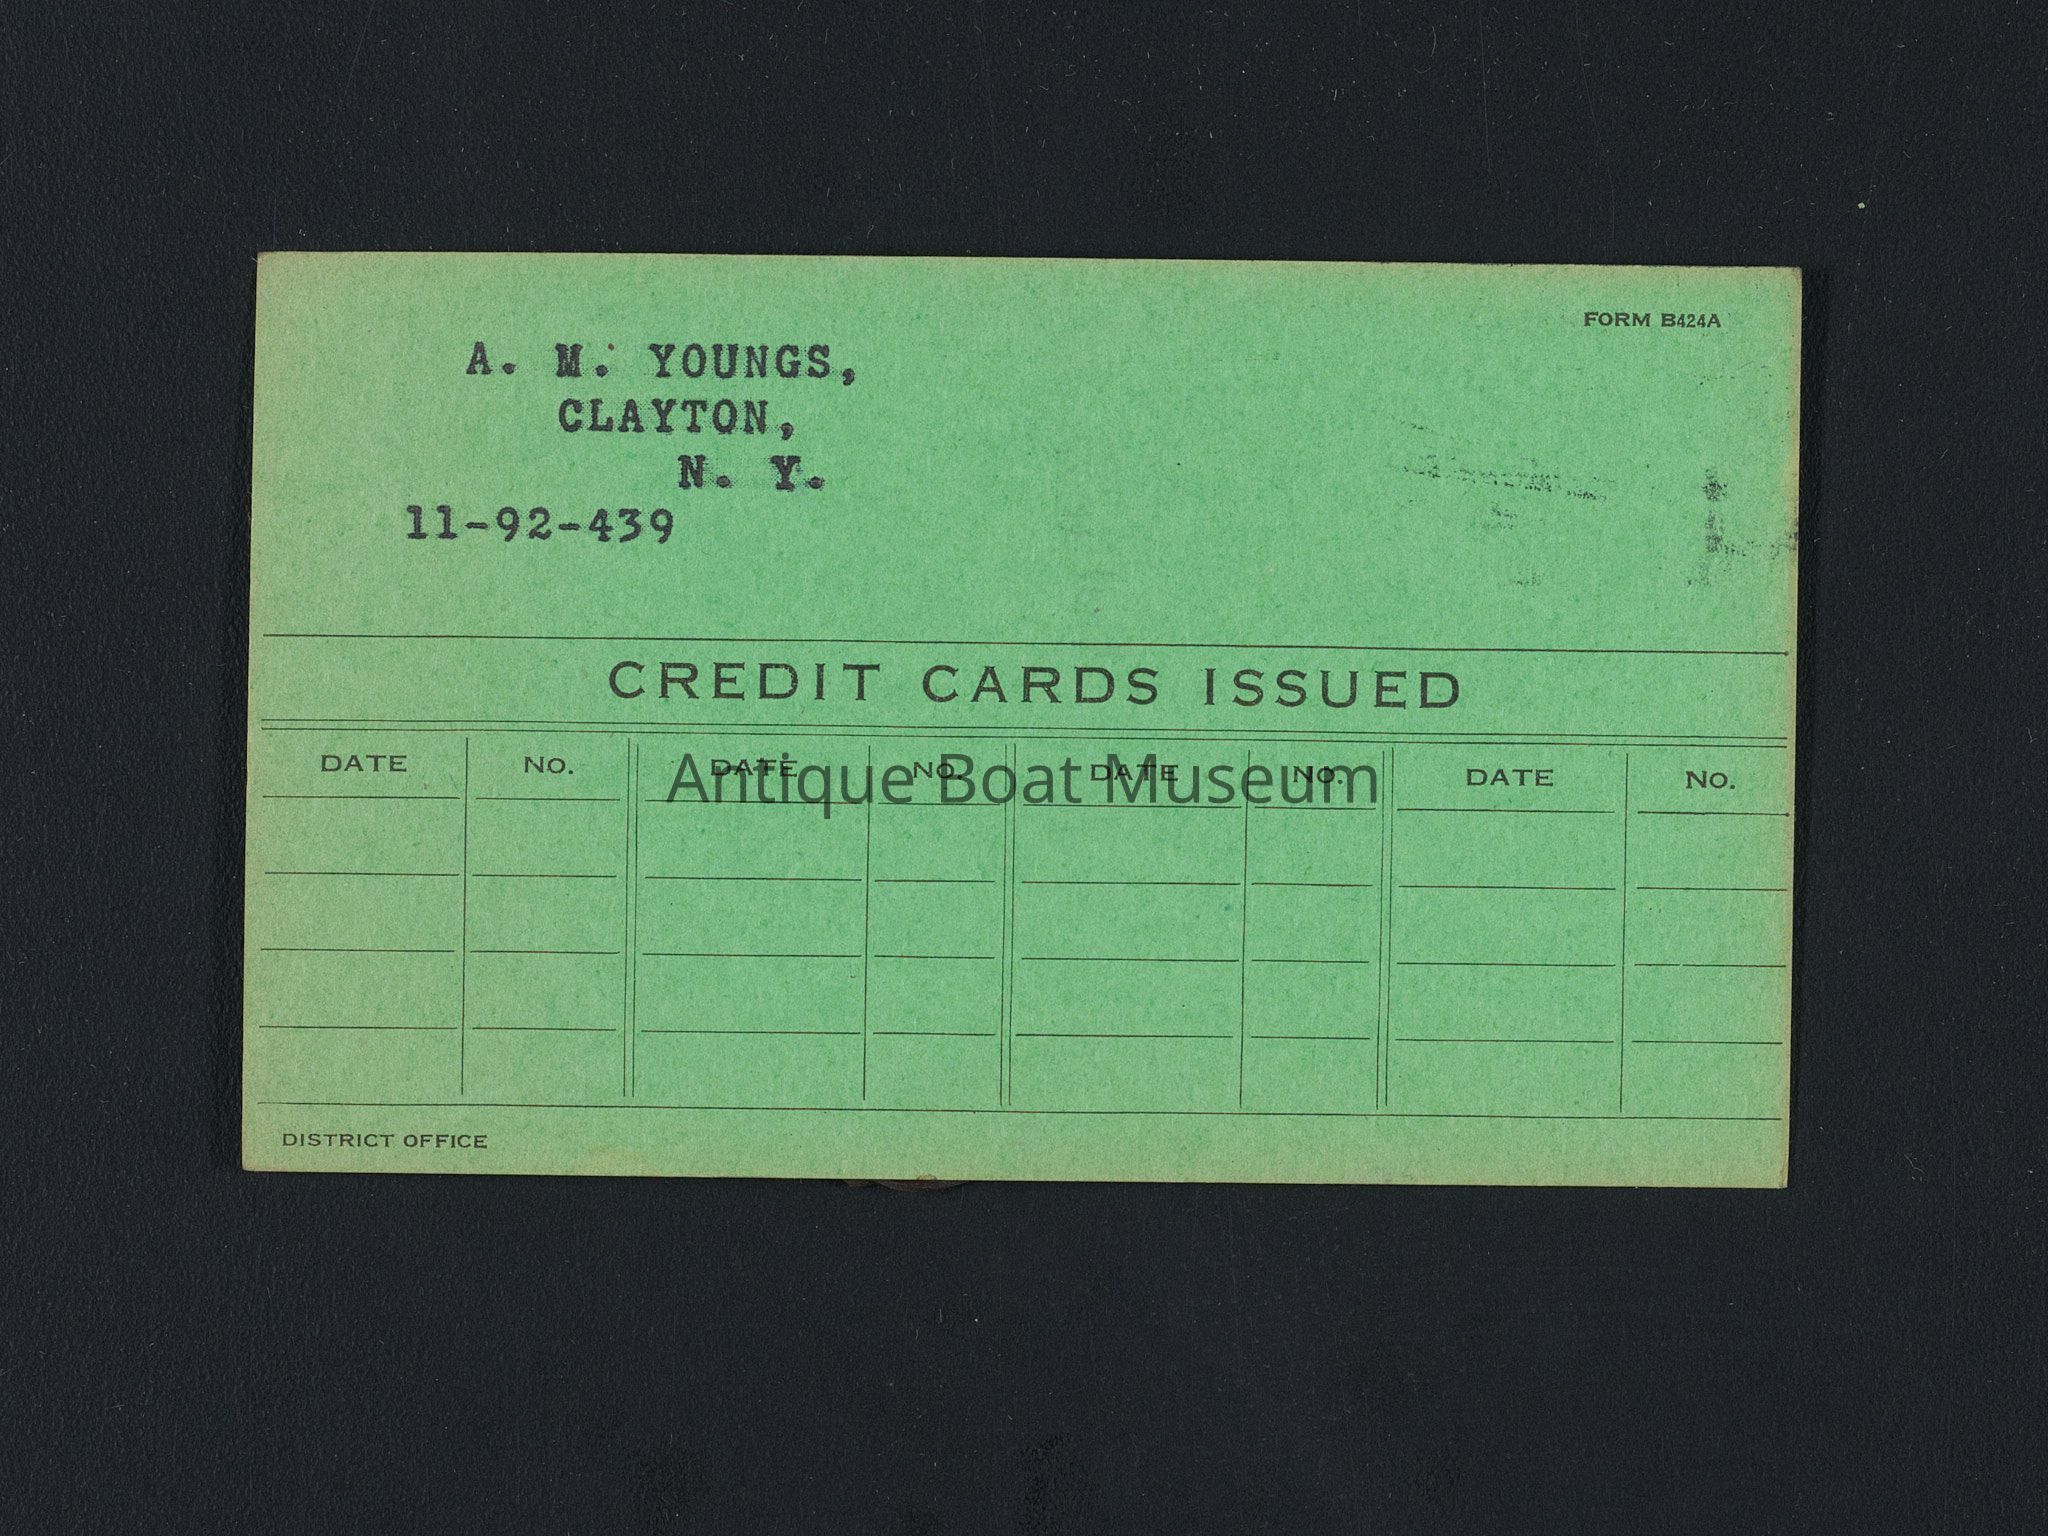 FORM B424A
A. M. YOUNGS,
CLAYTON,
N. Y.
11-92-439
CREDIT CARDS ISSUED
DATE NO. DATE NO. DATE NO. DATE NO.
Antique Boat Museum
DISTRICT OFFICE